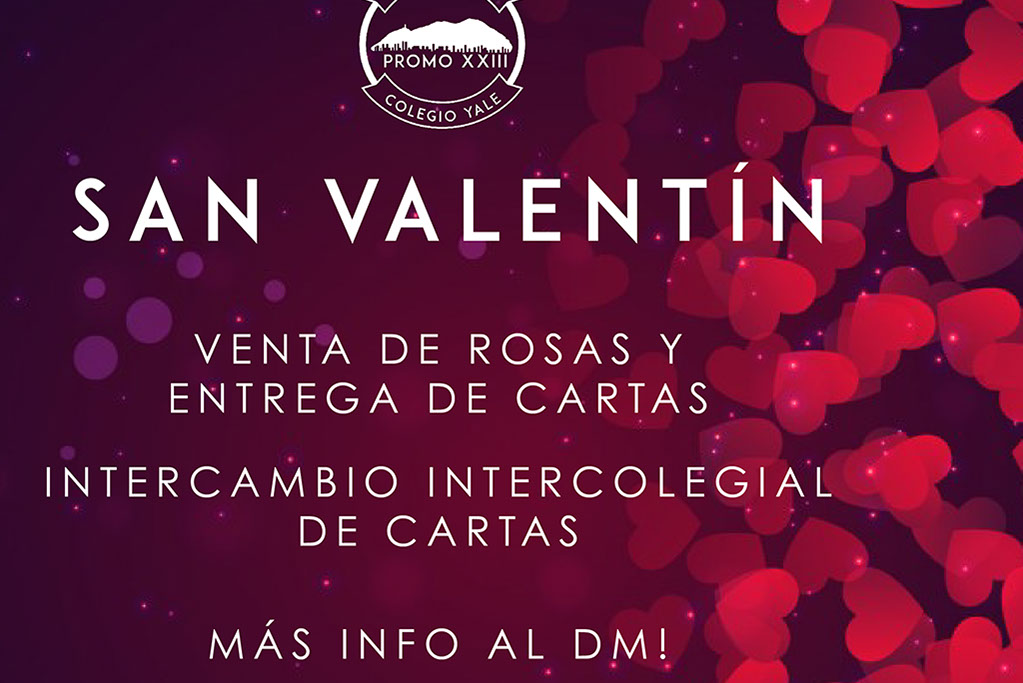 PROMO XXIII
COLEGIO YALE
SAN VALENTÍN
VENTA DE ROSAS Y
ENTREGA DE CARTAS
INTERCAMBIO INTERCOLEGIAL
DE CARTAS
MÁS INFO AL DM!